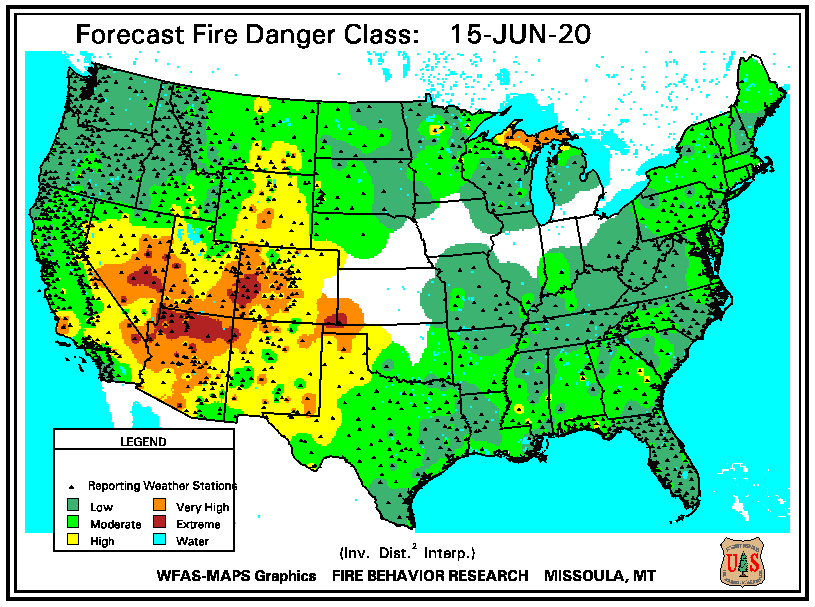 Forecast Fire Danger Class: 15-JUN-20
LEGEND
Reporting Weather Stations
Low
Very High
Moderate
Extreme
High
Water
(Inv. Dist.² Interp.)
WFAS-MAPS Graphics FIRE BEHAVIOR RESEARCH MISSOULA, MT
U S